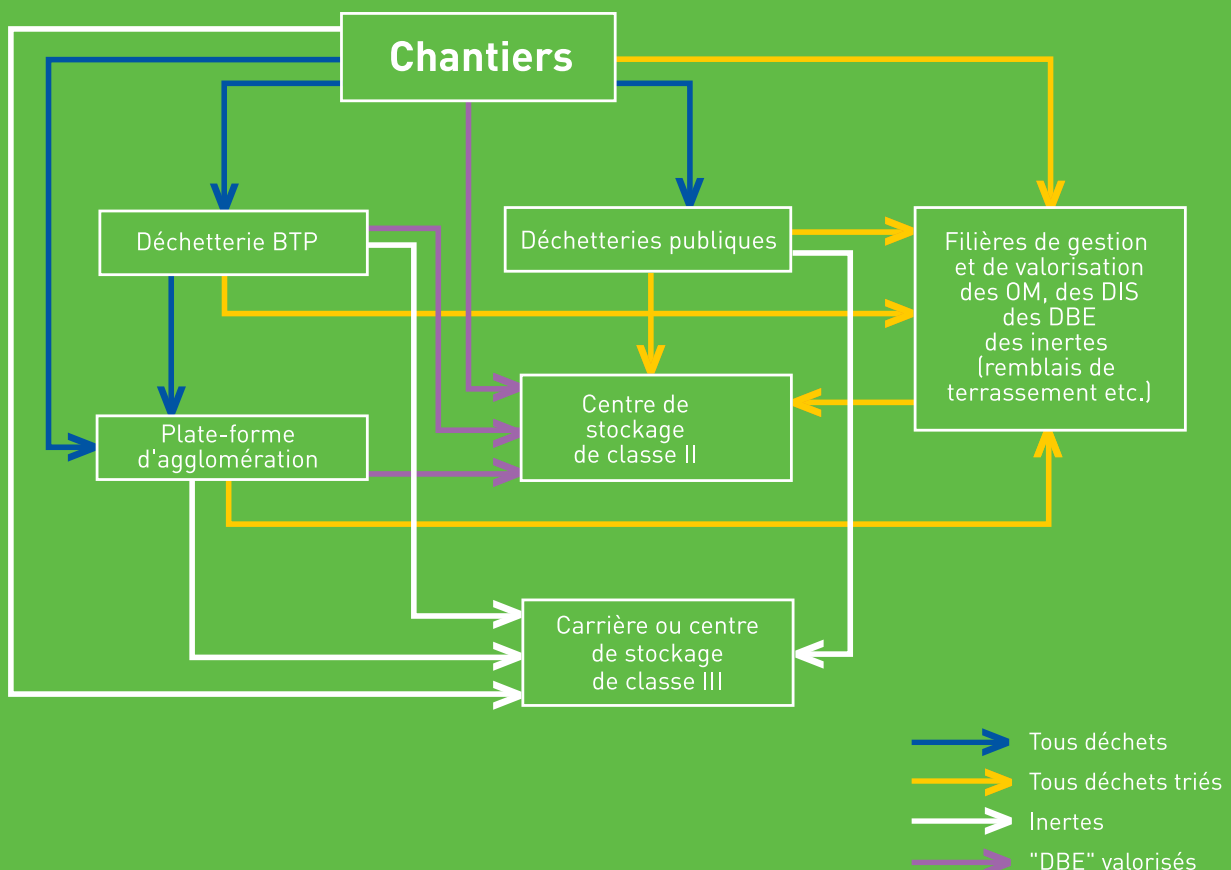 Chantiers
Déchetterie BTP
Déchetteries publiques
Filières de gestion
et de valorisation
des OM, des DIS
des DBE
des inertes
(remblais de
terrassement etc.)
Plate-forme
d'agglomération
Centre de
stockage
de classe II
Carrière ou centre
de stockage
de classe III
Tous déchets
Tous déchets triés
Inertes
"DBE" valorisés